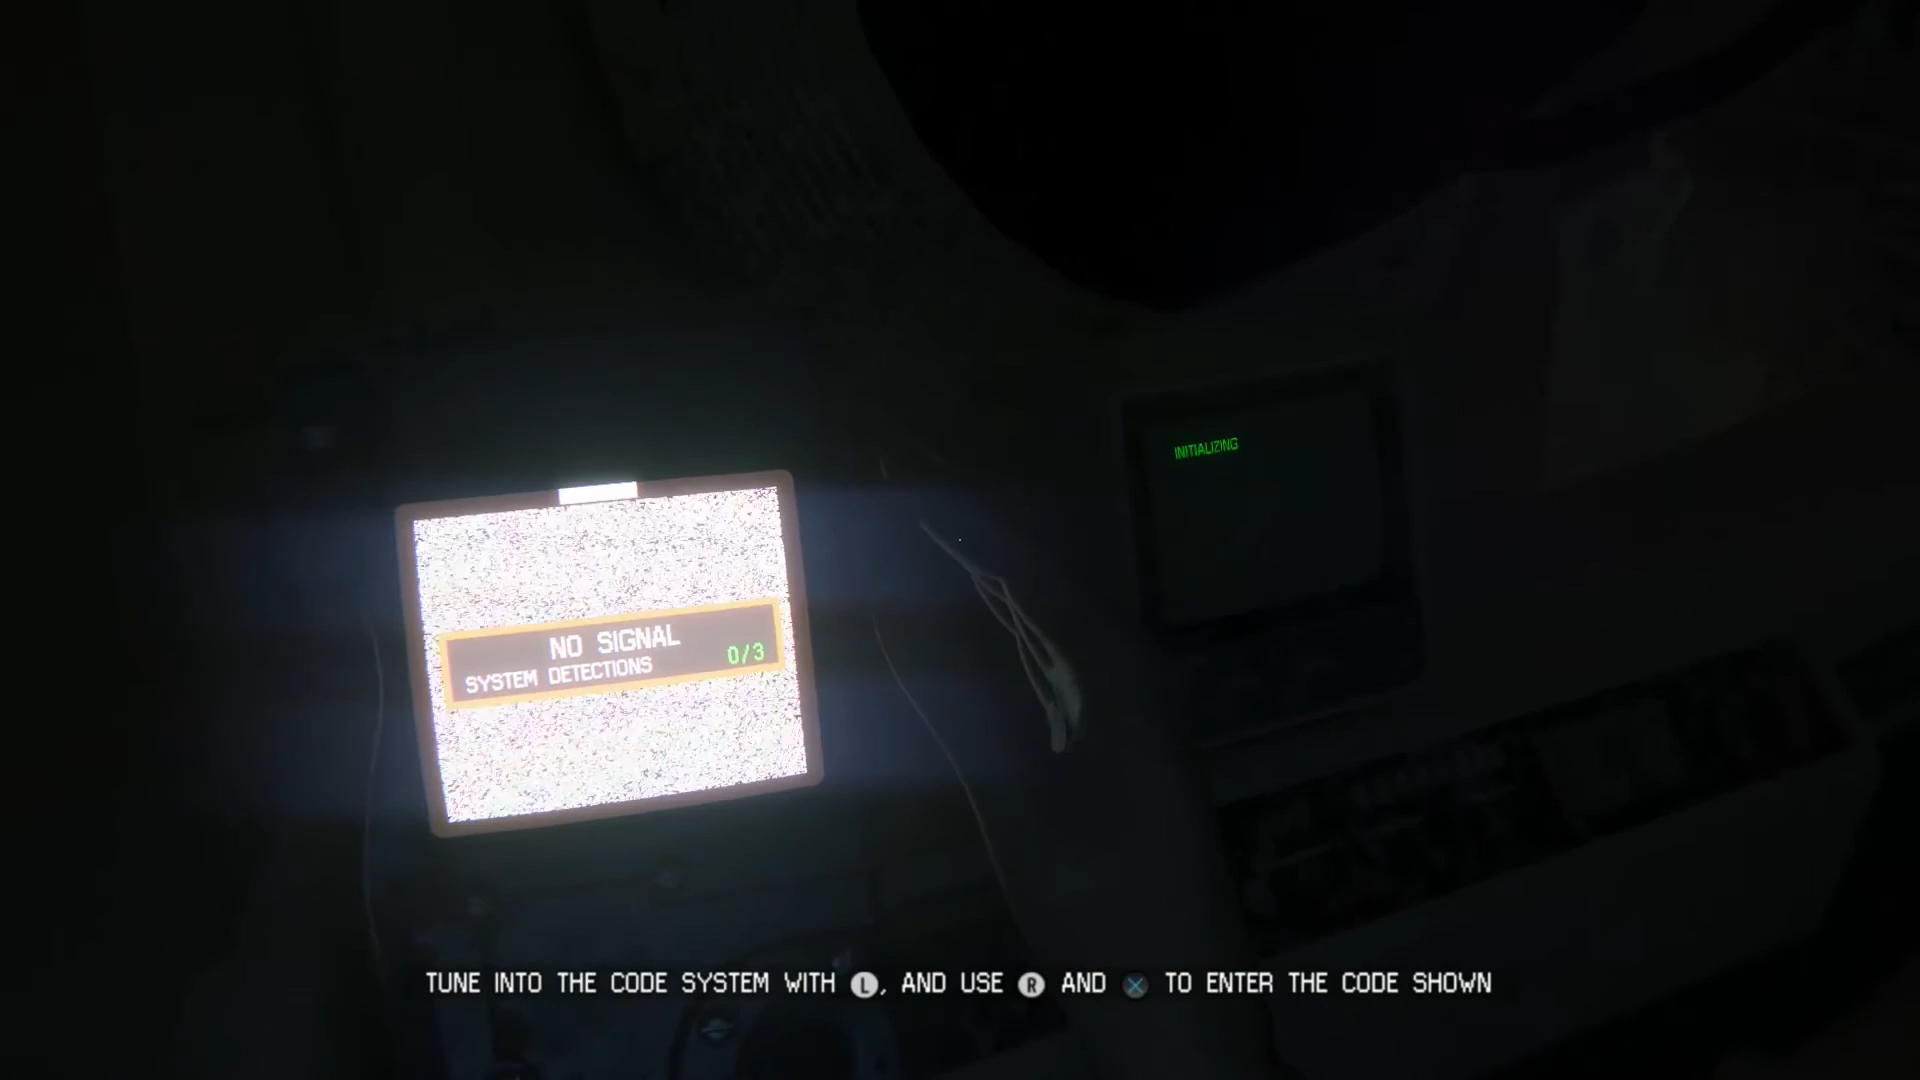 INITIALIZING
NO SIGNAL
SYSTEM DETECTIONS 0/3
TUNE INTO THE CODE SYSTEM WITH L, AND USE R AND X TO ENTER THE CODE SHOWN